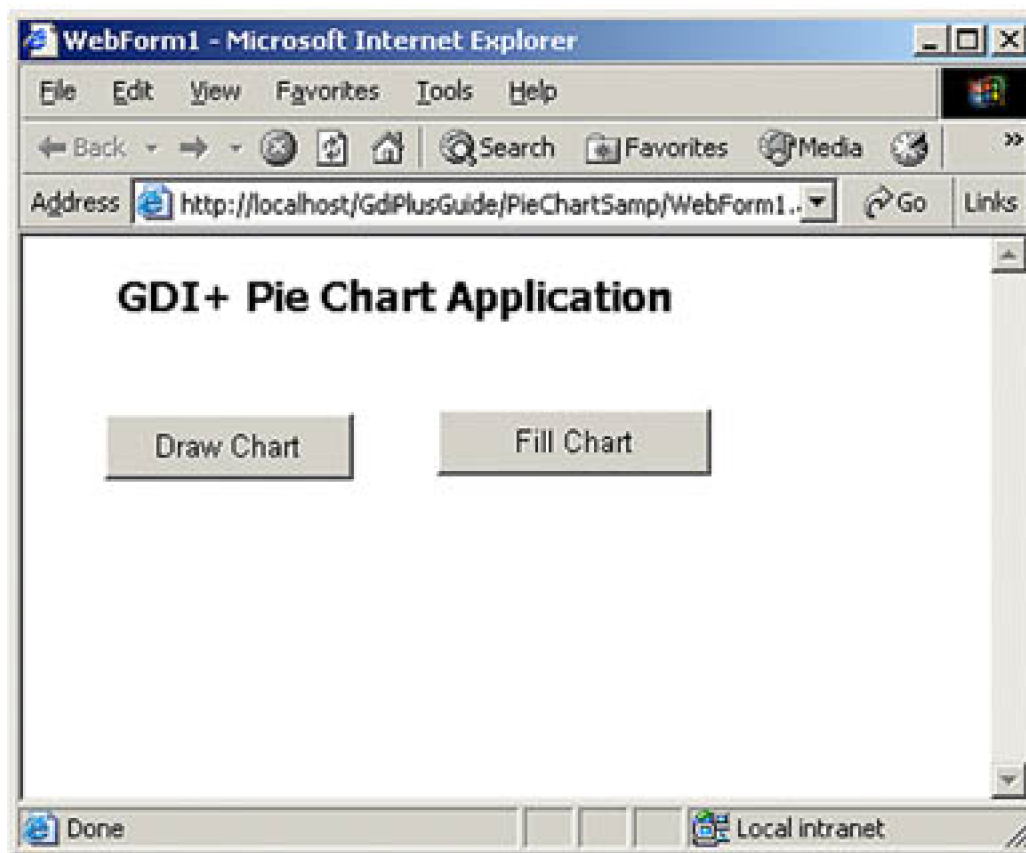 WebForm1 - Microsoft Internet Explorer
File Edit View Favorites Tools Help
Back Search Favorites Media »
Address http://localhost/GdiPlusGuide/PieChartSamp/WebForm1.. Go Links
GDI+ Pie Chart Application
Draw Chart Fill Chart
Done Local intranet